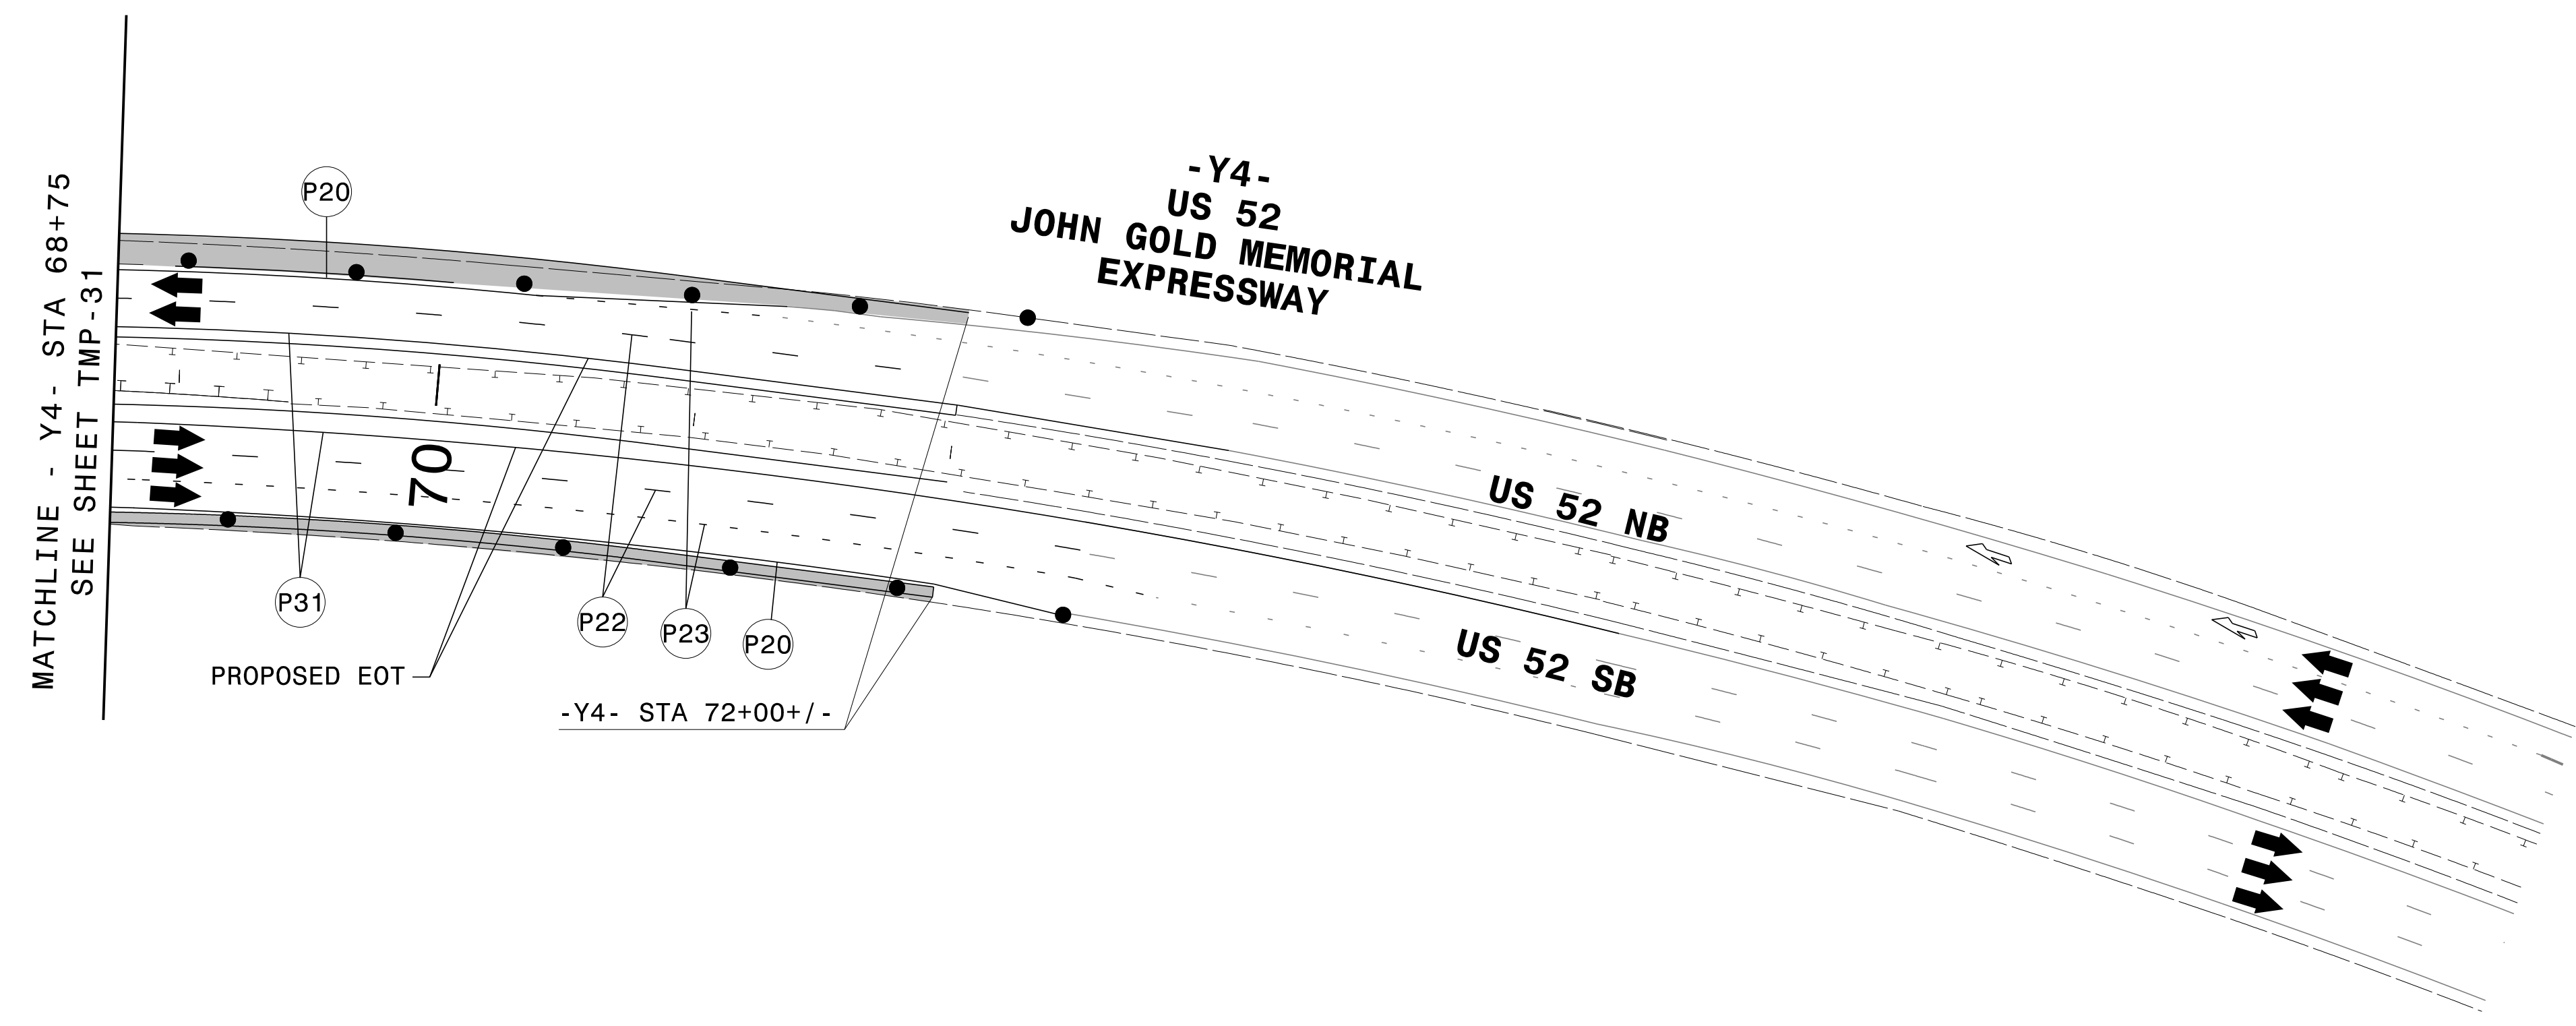 MATCHLINE - Y4- STA 68+75
SEE SHEET TMP-31
P20
-Y4-
US 52
JOHN GOLD MEMORIAL
EXPRESSWAY
70
US 52 NB
US 52 SB
P31
P22
P23
P20
PROPOSED EOT
-Y4- STA 72+00+/-